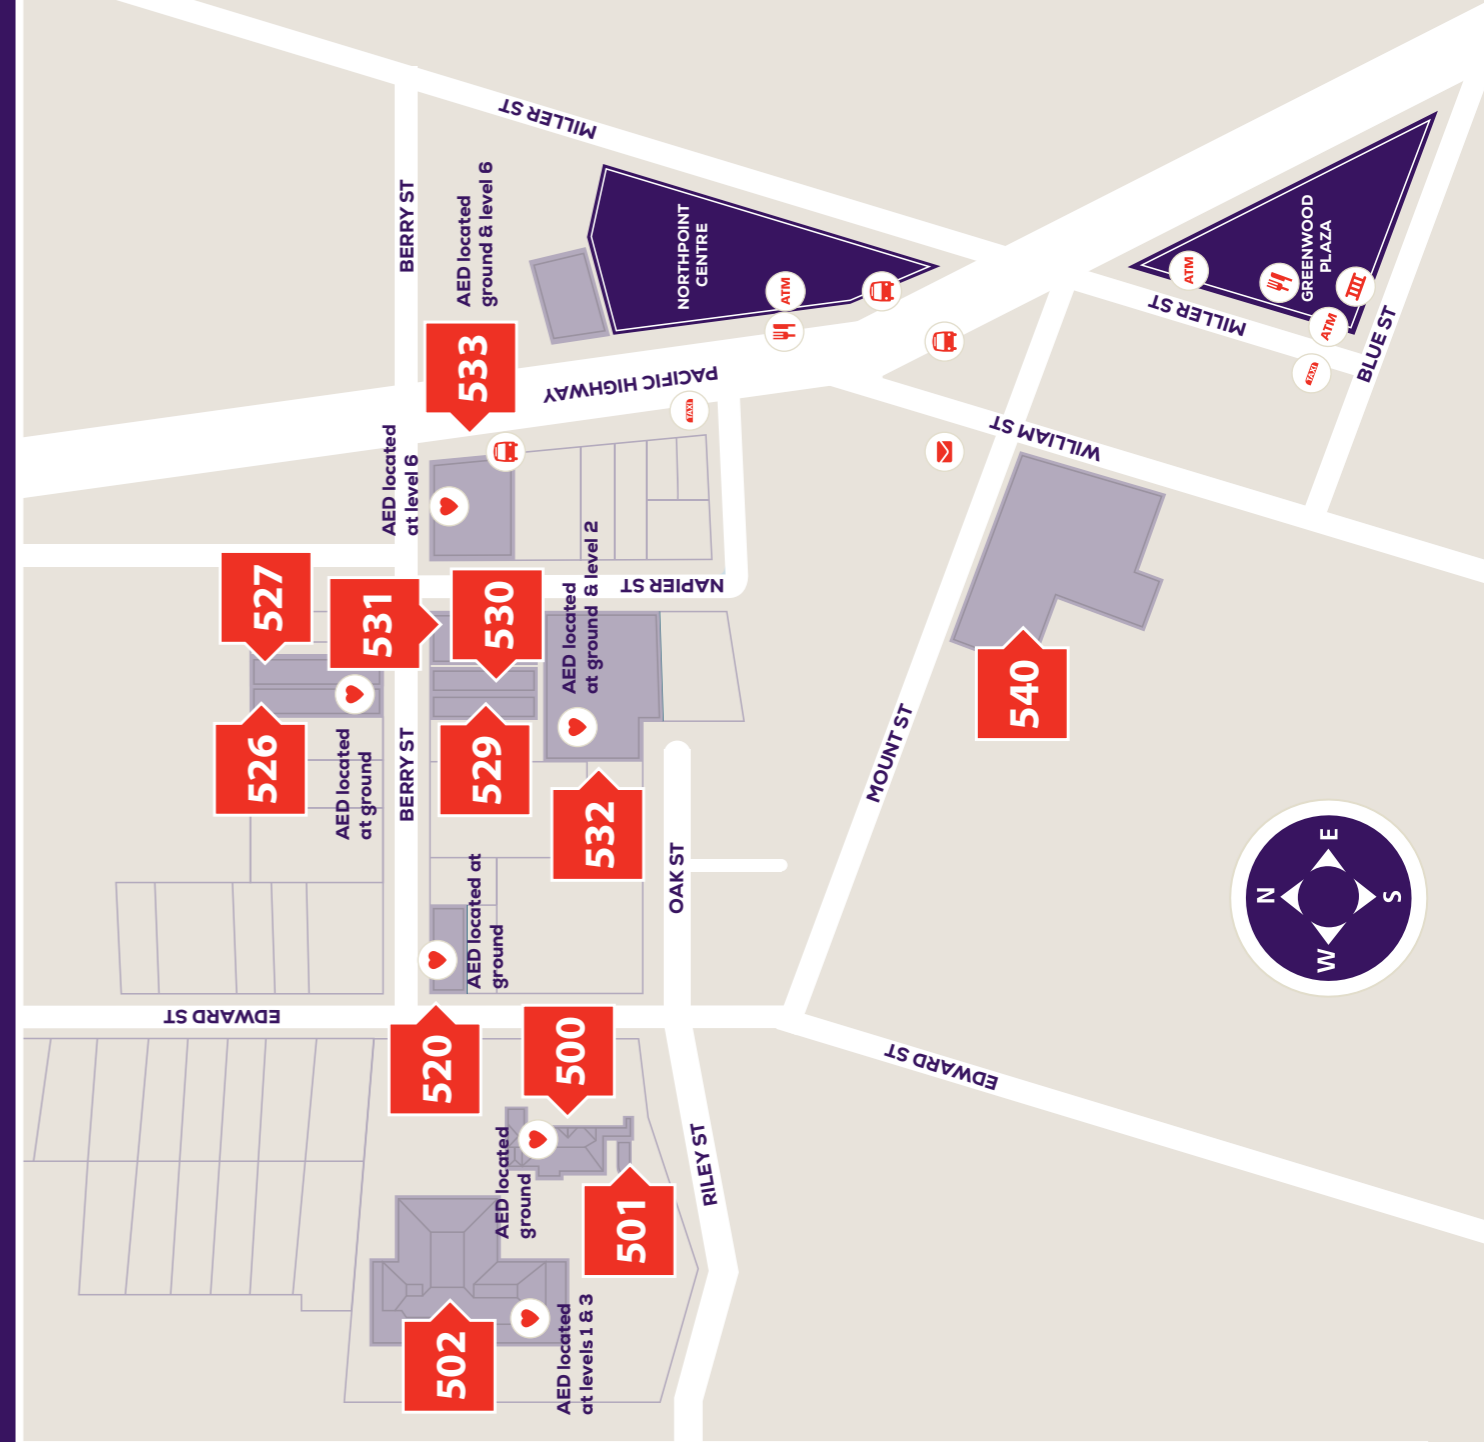 MILLER ST
BERRY ST
AED located
ground & level 6
533
NORTHPOINT
CENTRE
ATM
PACIFIC HIGHWAY
TAXI
GREENWOOD
PLAZA
ATM
ATM
TAXI
MILLER ST
BLUE ST
WILLIAM ST
AED located
at level 6
NAPIER ST
527
531
530
AED located
at ground & level 2
526
AED located
at ground
BERRY ST
529
532
540
MOUNT ST
OAK ST
AED located at
ground
N
E
S
W
EDWARD ST
520
500
EDWARD ST
AED located
ground
501
RILEY ST
502
AED located
at levels 1 & 3